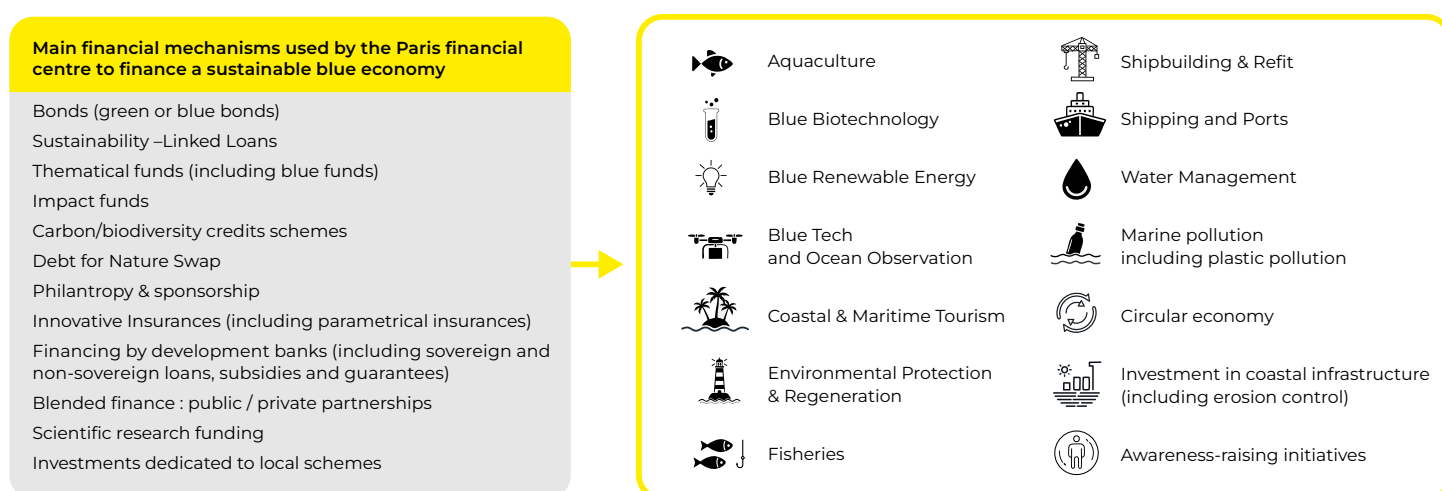 Main financial mechanisms used by the Paris financial
centre to finance a sustainable blue economy
Bonds (green or blue bonds)
Sustainability –Linked Loans
Thematical funds (including blue funds)
Impact funds
Carbon/biodiversity credits schemes
Debt for Nature Swap
Philantropy & sponsorship
Innovative Insurances (including parametrical insurances)
Financing by development banks (including sovereign and
non-sovereign loans, subsidies and guarantees)
Blended finance : public / private partnerships
Scientific research funding
Investments dedicated to local schemes
Aquaculture
Blue Biotechnology
Blue Renewable Energy
Blue Tech
and Ocean Observation
Coastal & Maritime Tourism
Environmental Protection
& Regeneration
Fisheries
Shipbuilding & Refit
Shipping and Ports
Water Management
Marine pollution
including plastic pollution
Circular economy
Investment in coastal infrastructure
(including erosion control)
Awareness-raising initiatives